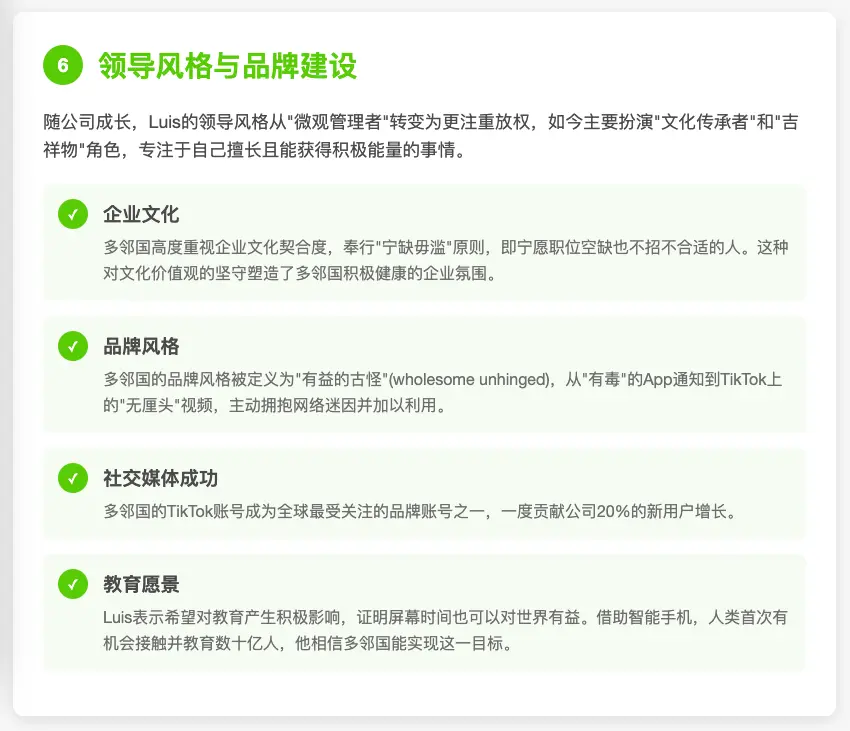 6 领导风格与品牌建设
随公司成长，Luis的领导风格从"微观管理者"转变为更注重放权，如今主要扮演"文化传承者"和"吉
祥物"角色，专注于自己擅长且能获得积极能量的事情。
✓ 企业文化
多邻国高度重视企业文化契合度，奉行"宁缺毋滥"原则，即宁愿职位空缺也不招不合适的人。这种
对文化价值观的坚守塑造了多邻国积极健康的企业氛围。
✓ 品牌风格
多邻国的品牌风格被定义为"有益的古怪"(wholesome unhinged)，从"有毒"的App通知到TikTok上
的"无厘头"视频，主动拥抱网络迷因并加以利用。
✓ 社交媒体成功
多邻国的TikTok账号成为全球最受关注的品牌账号之一，一度贡献公司20%的新用户增长。
✓ 教育愿景
Luis表示希望对教育产生积极影响，证明屏幕时间也可以对世界有益。借助智能手机，人类首次有
机会接触并教育数十亿人，他相信多邻国能实现这一目标。